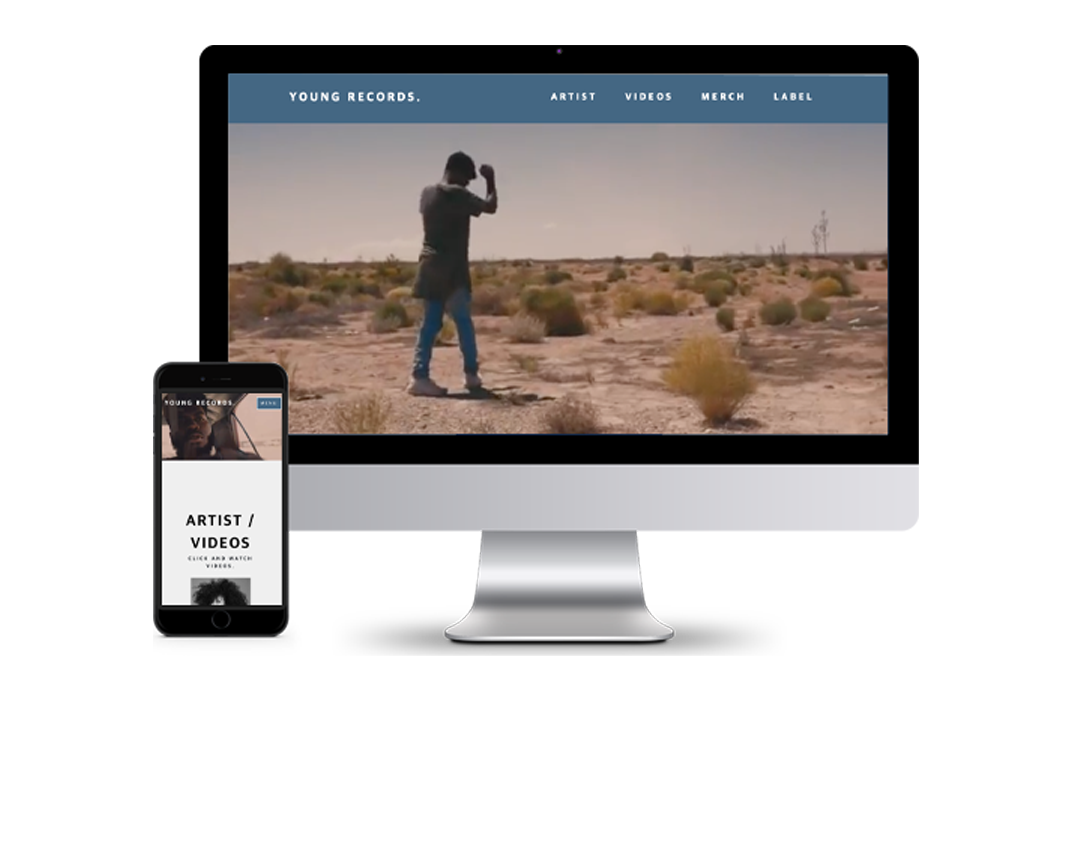 YOUNG RECORDS.
ARTIST VIDEOS MERCH LABEL
YOUNG RECORDS.
MENU
ARTIST /
VIDEOS
CLICK AND WATCH
VIDEOS.